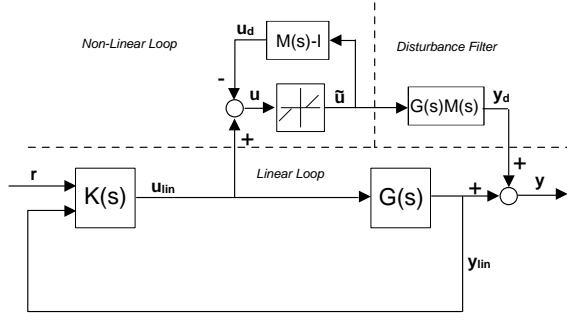 Non-Linear Loop
u_d
M(s)-I
Disturbance Filter
-
u
ũ
G(s)M(s)
y_d
+
+
r
K(s)
u_lin
Linear Loop
G(s)
+
y
y_lin